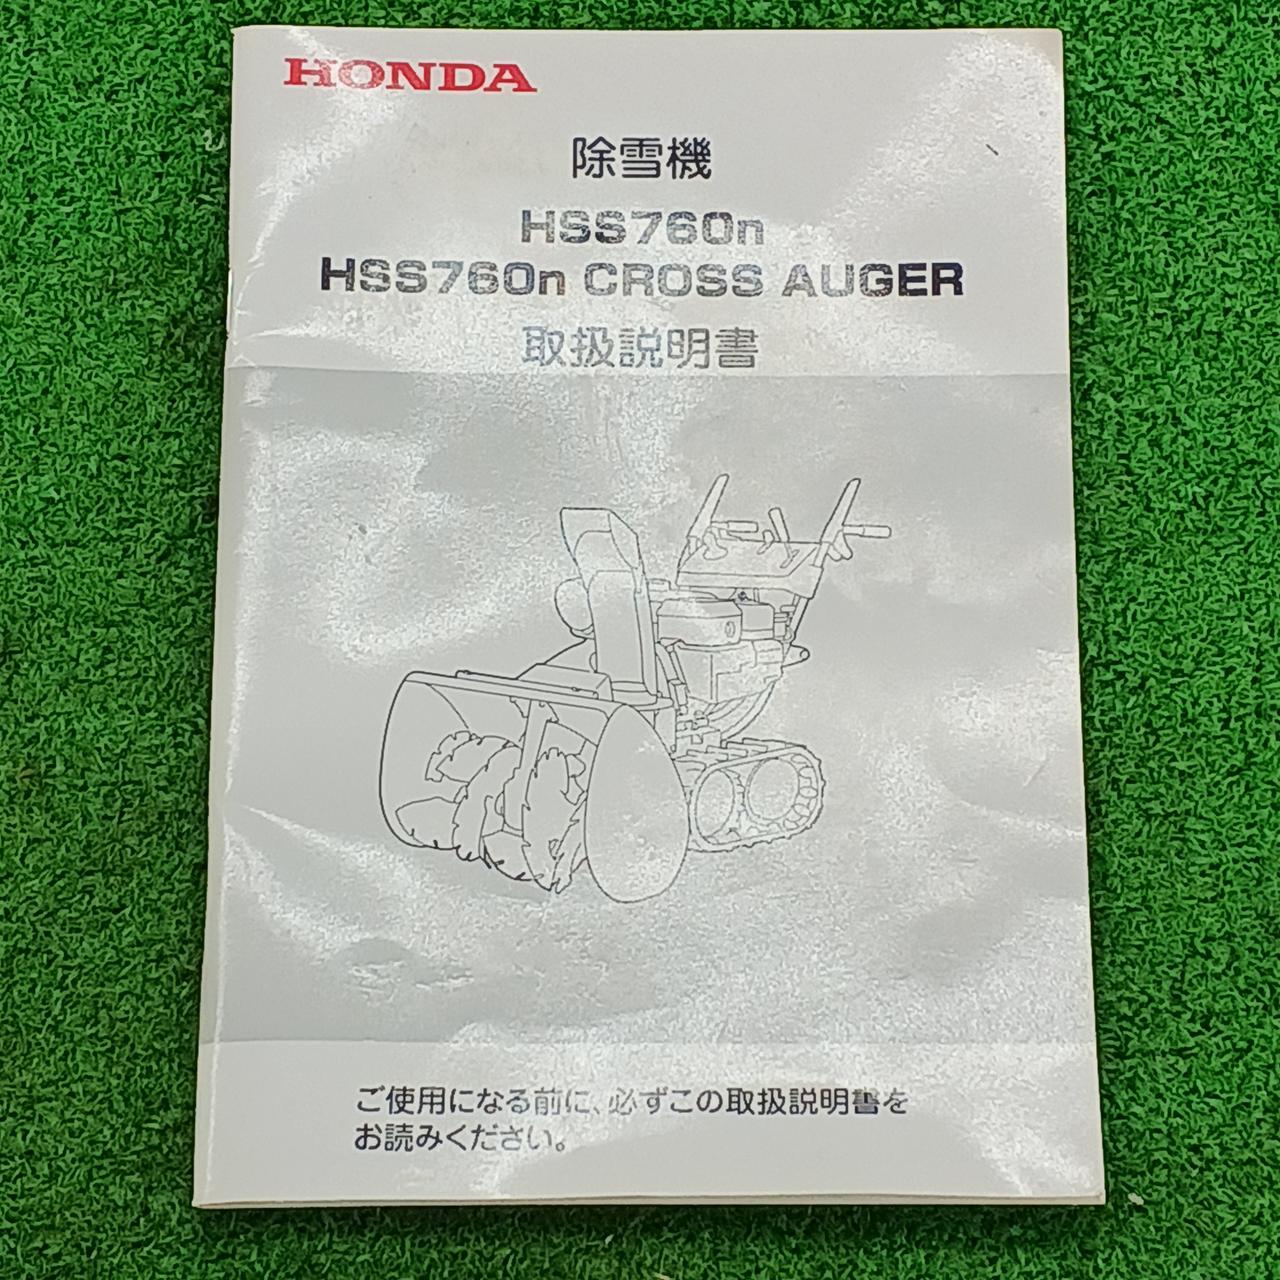 HONDA
除雪機
HSS760n
HSS760n CROSS AUGER
取扱説明書
ご使用になる前に、必ずこの取扱説明書を
お読みください。